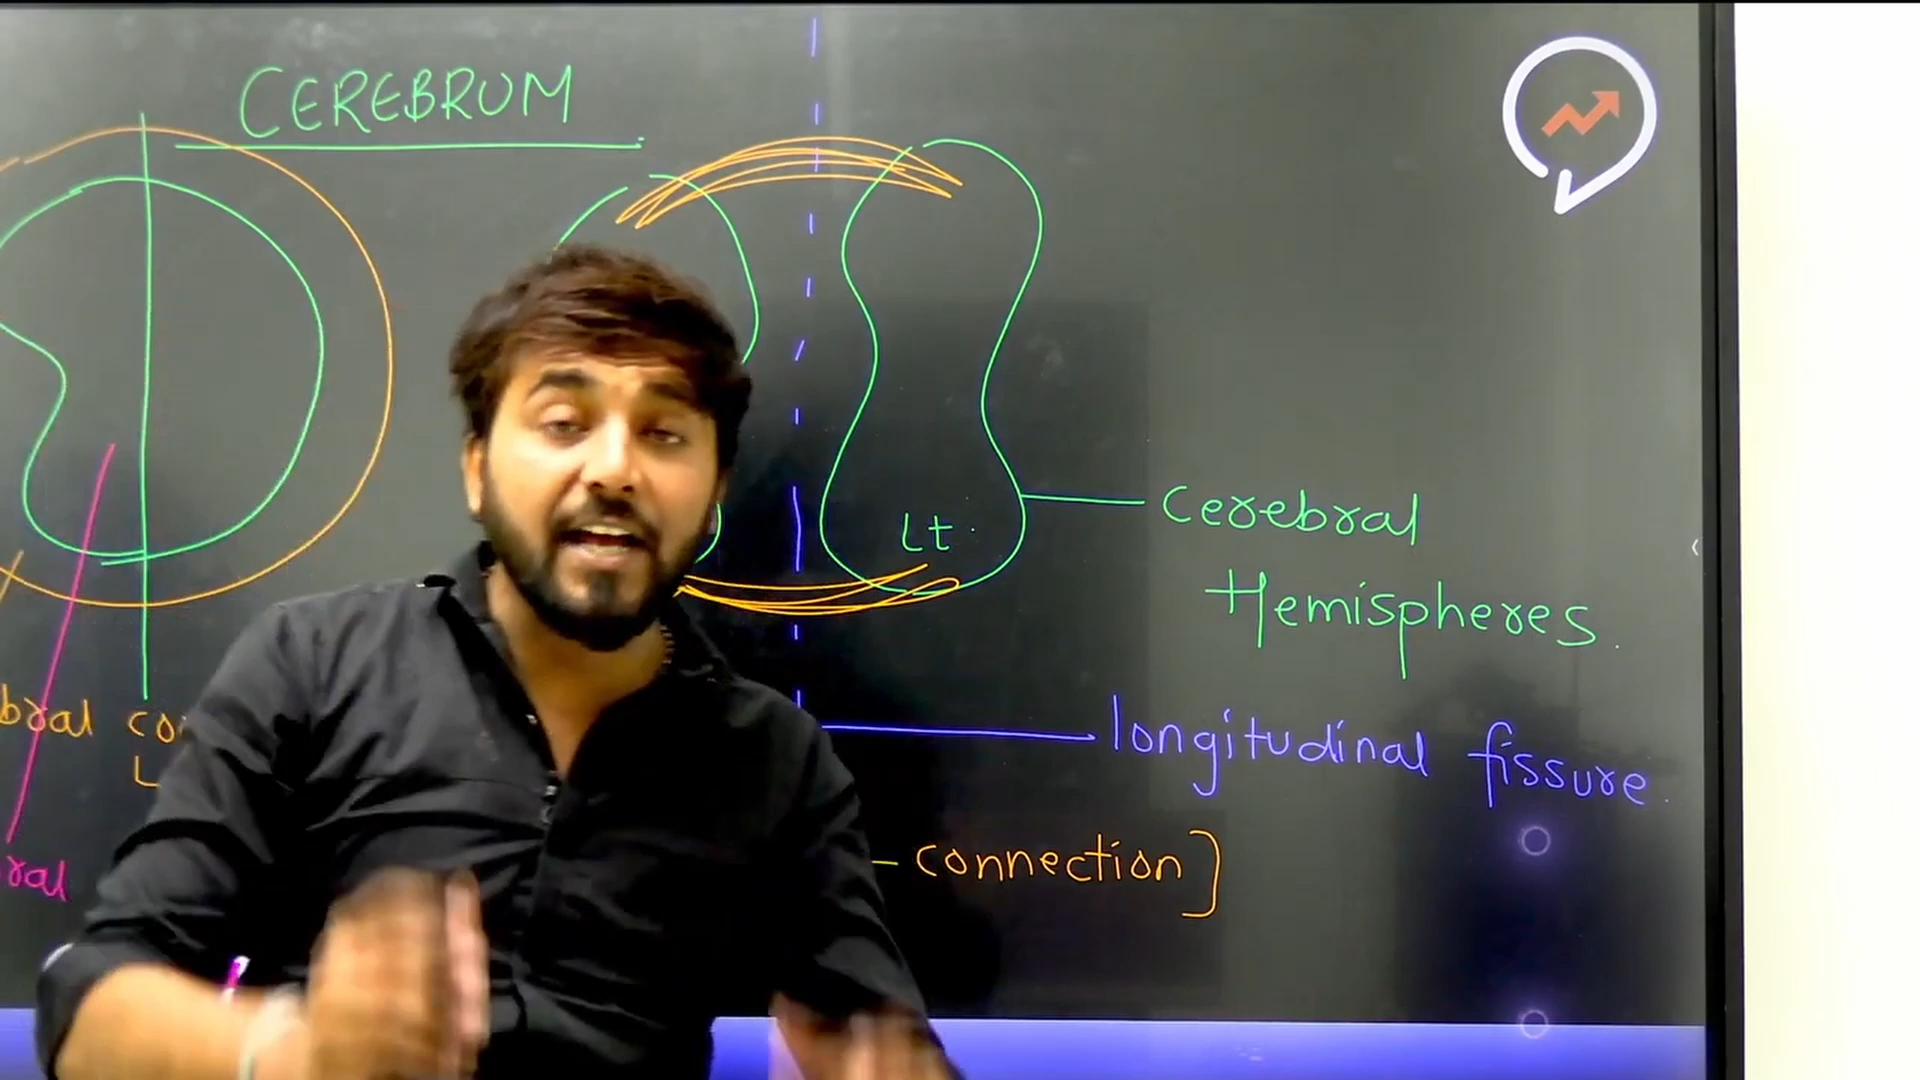 CEREBRUM
Lt.
Cerebral
Hemispheres.
longitudinal fissure.
connection]